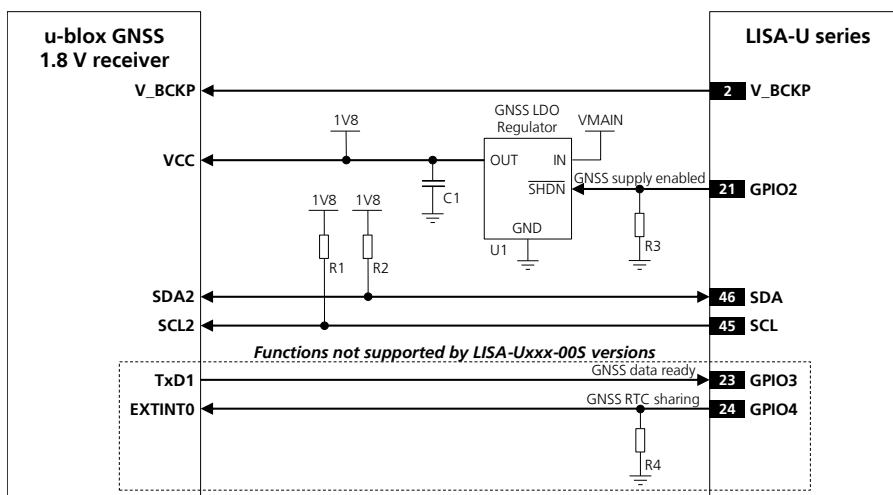 u-blox GNSS
1.8 V receiver
LISA-U series
V_BCKP
2 V_BCKP
GNSS LDO
Regulator
VMAIN
1V8
VCC
OUT IN
SHDN
GNSS supply enabled
21 GPIO2
C1
1V8 1V8
GND
U1
R3
R1 R2
SDA2
46 SDA
SCL2
45 SCL
Functions not supported by LISA-Uxxx-00S versions
TxD1
GNSS data ready
23 GPIO3
EXTINT0
GNSS RTC sharing
24 GPIO4
R4